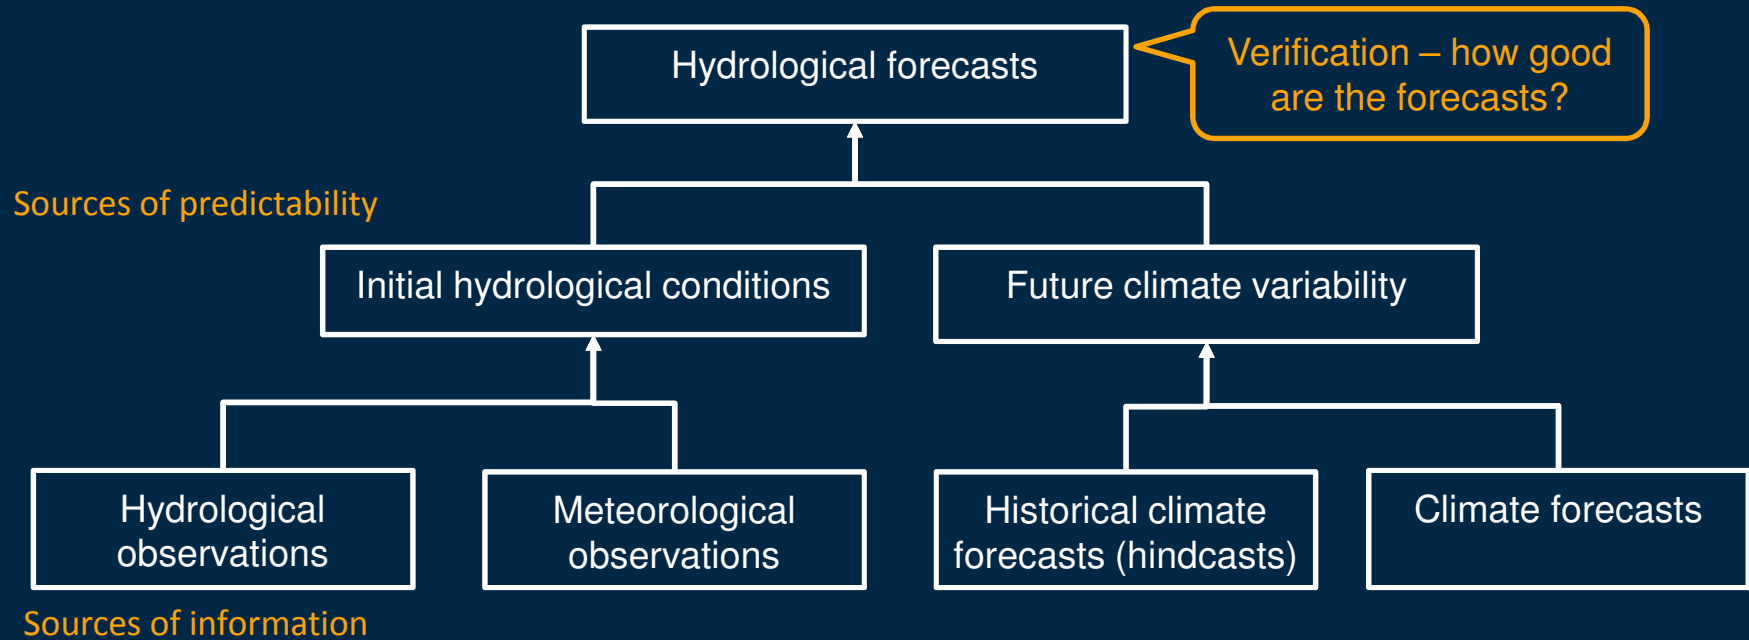 Hydrological forecasts
Verification – how good
are the forecasts?
Sources of predictability
Initial hydrological conditions
Future climate variability
Hydrological
observations
Meteorological
observations
Historical climate
forecasts (hindcasts)
Climate forecasts
Sources of information